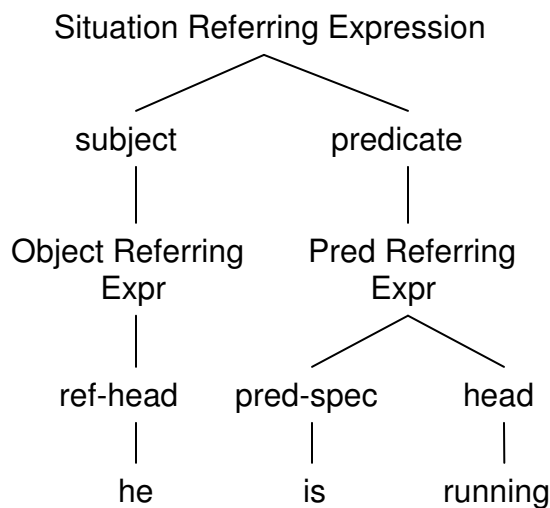 Situation Referring Expression
subject predicate
Object Referring Pred Referring
Expr Expr
ref-head pred-spec head
he is running